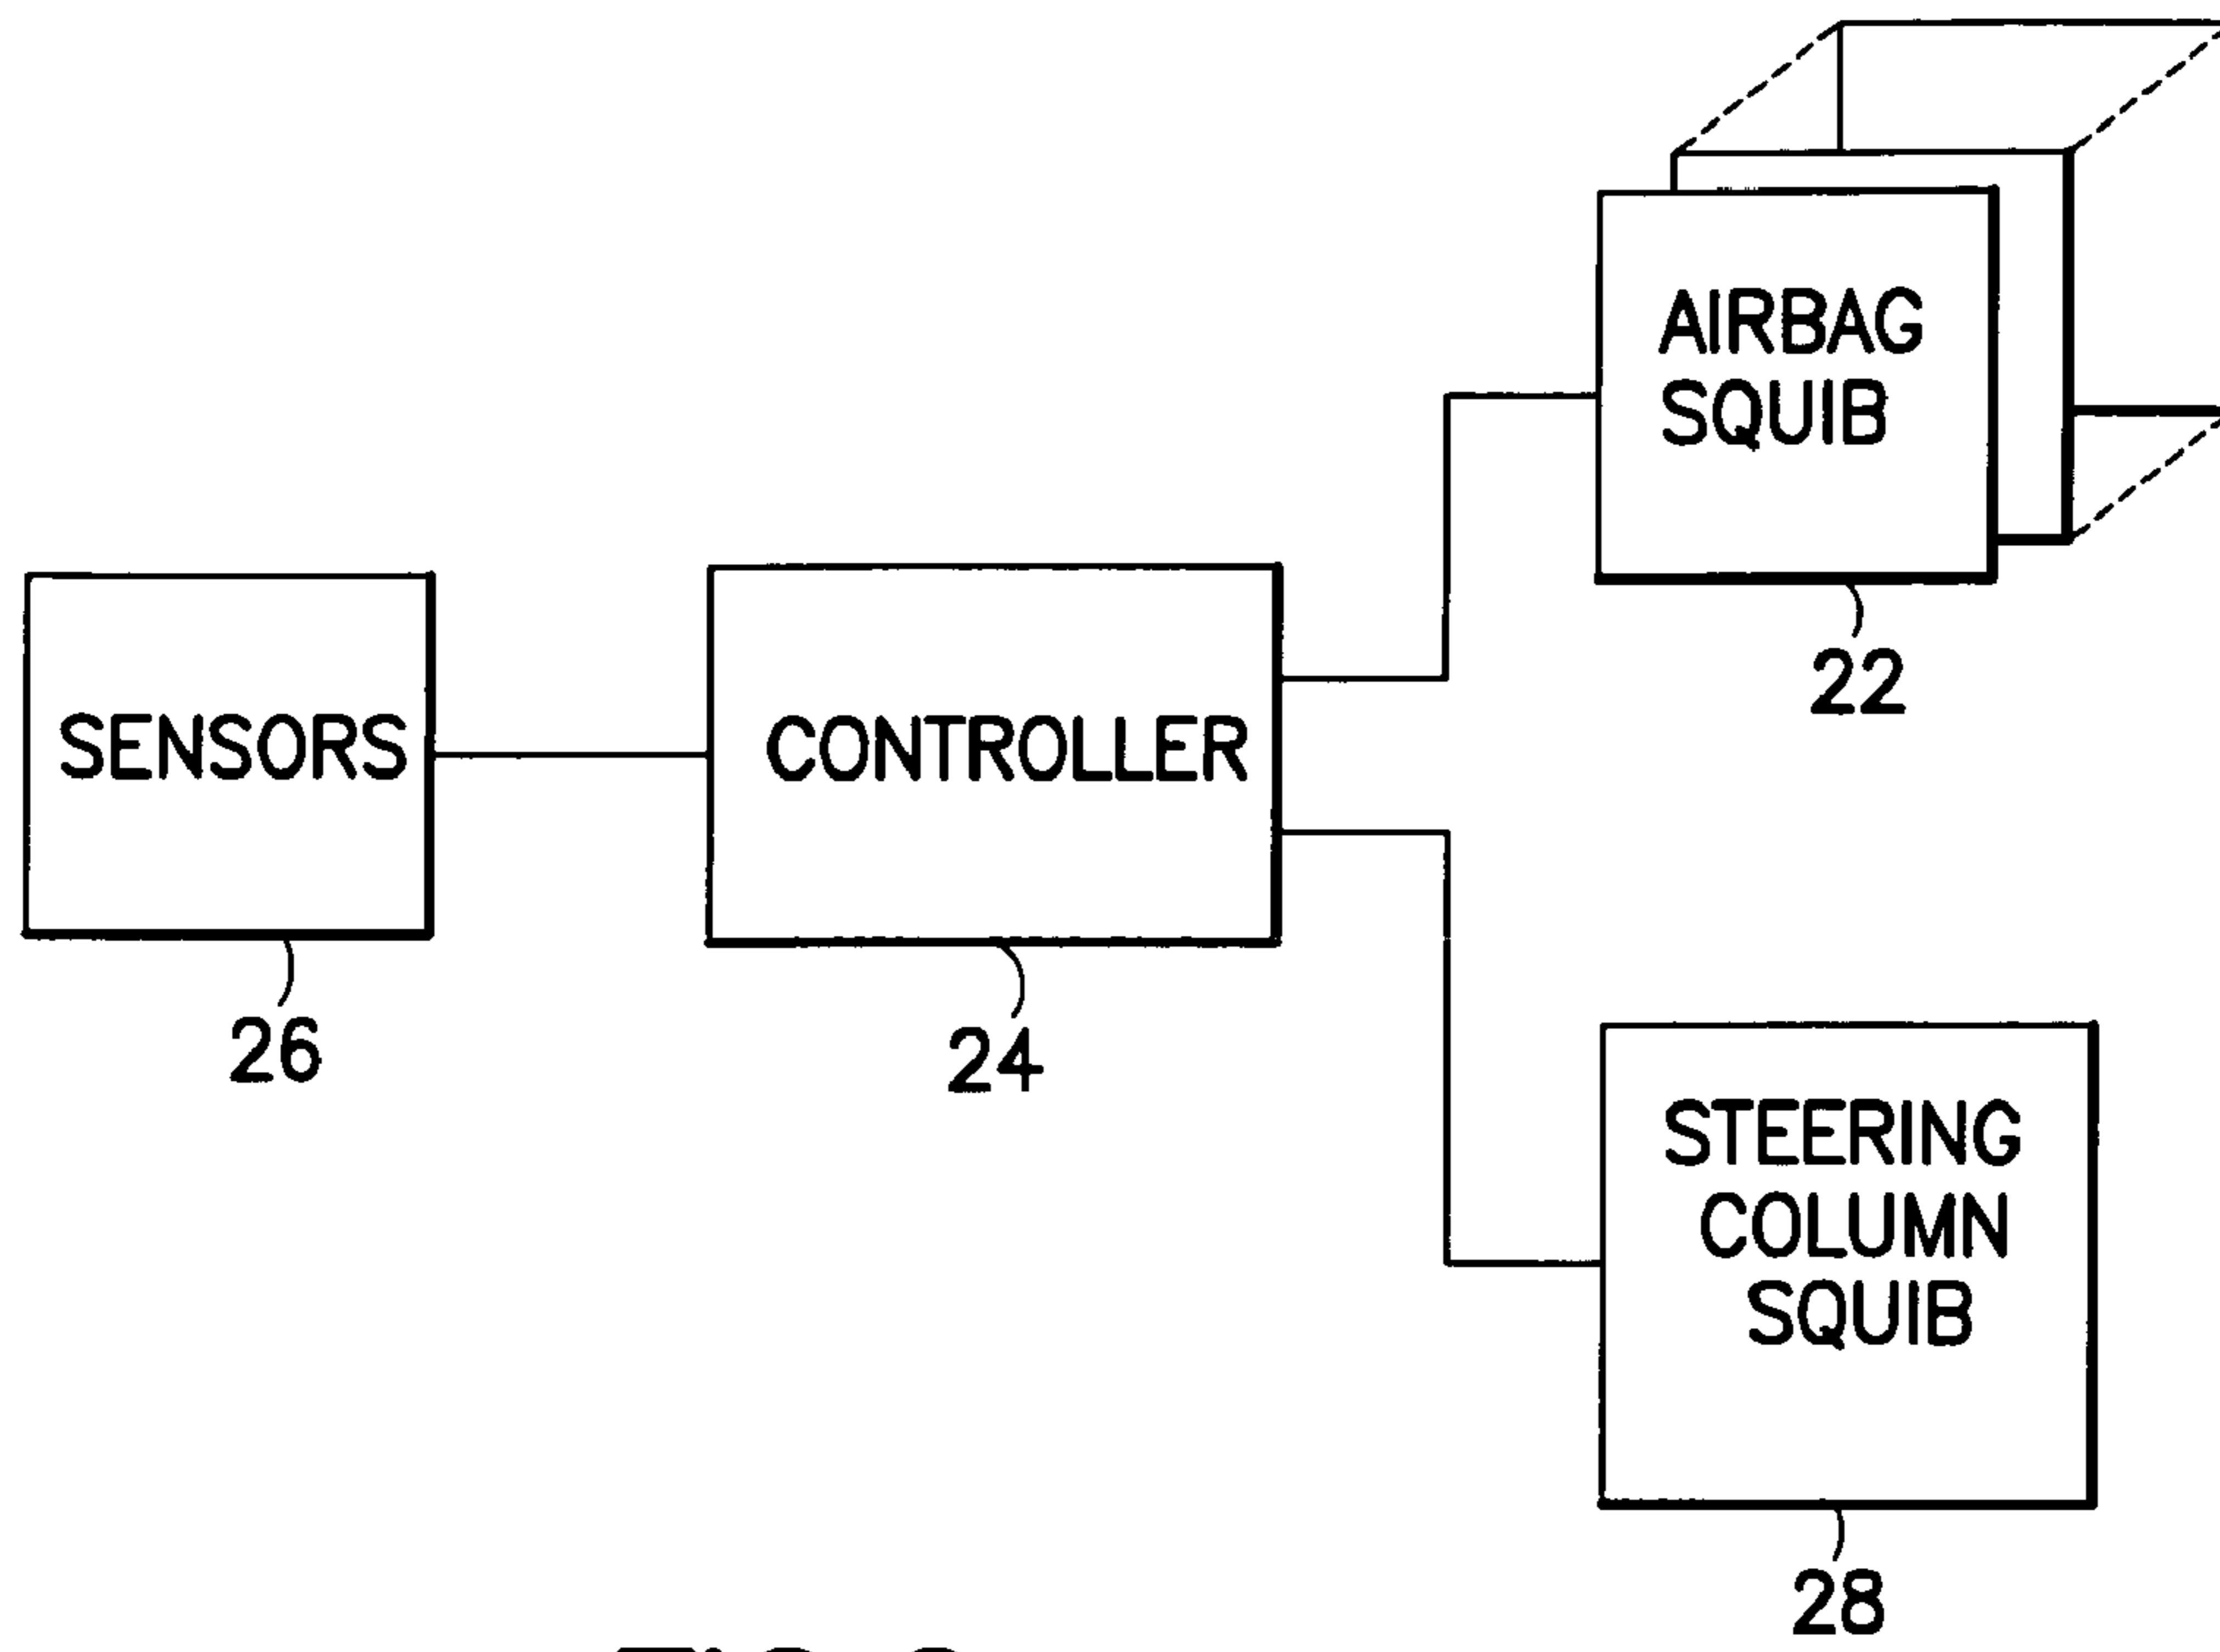 AIRBAG
SQUIB
22
SENSORS
26
CONTROLLER
24
STEERING
COLUMN
SQUIB
28